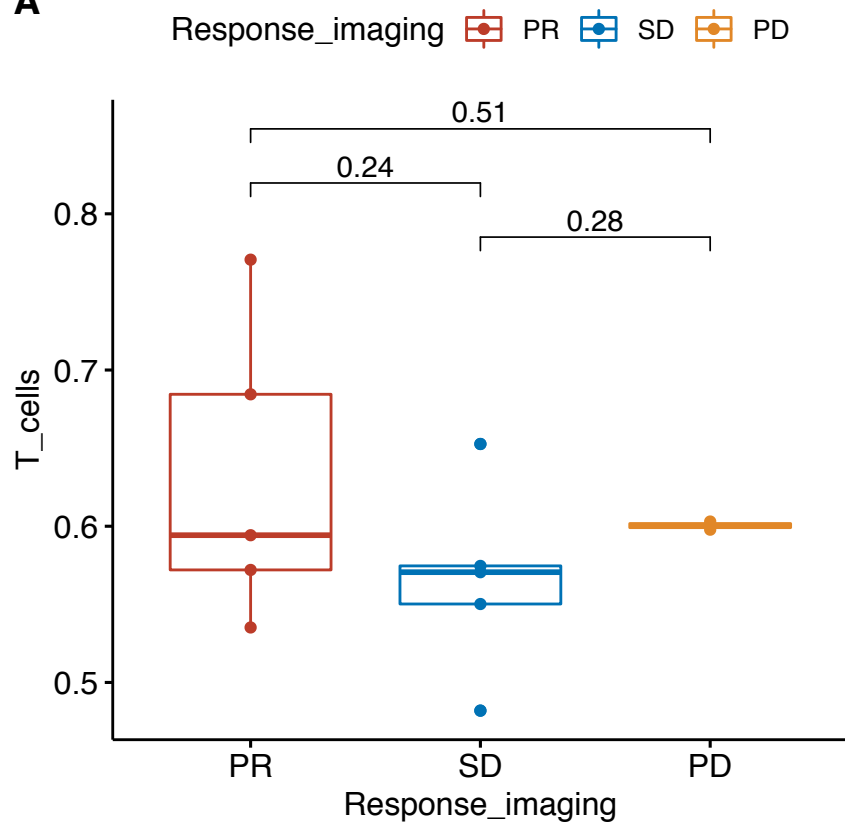 A
Response_imaging PR SD PD
0.51
0.24
0.28
0.8
0.7
0.6
0.5
T_cells
PR SD PD
Response_imaging